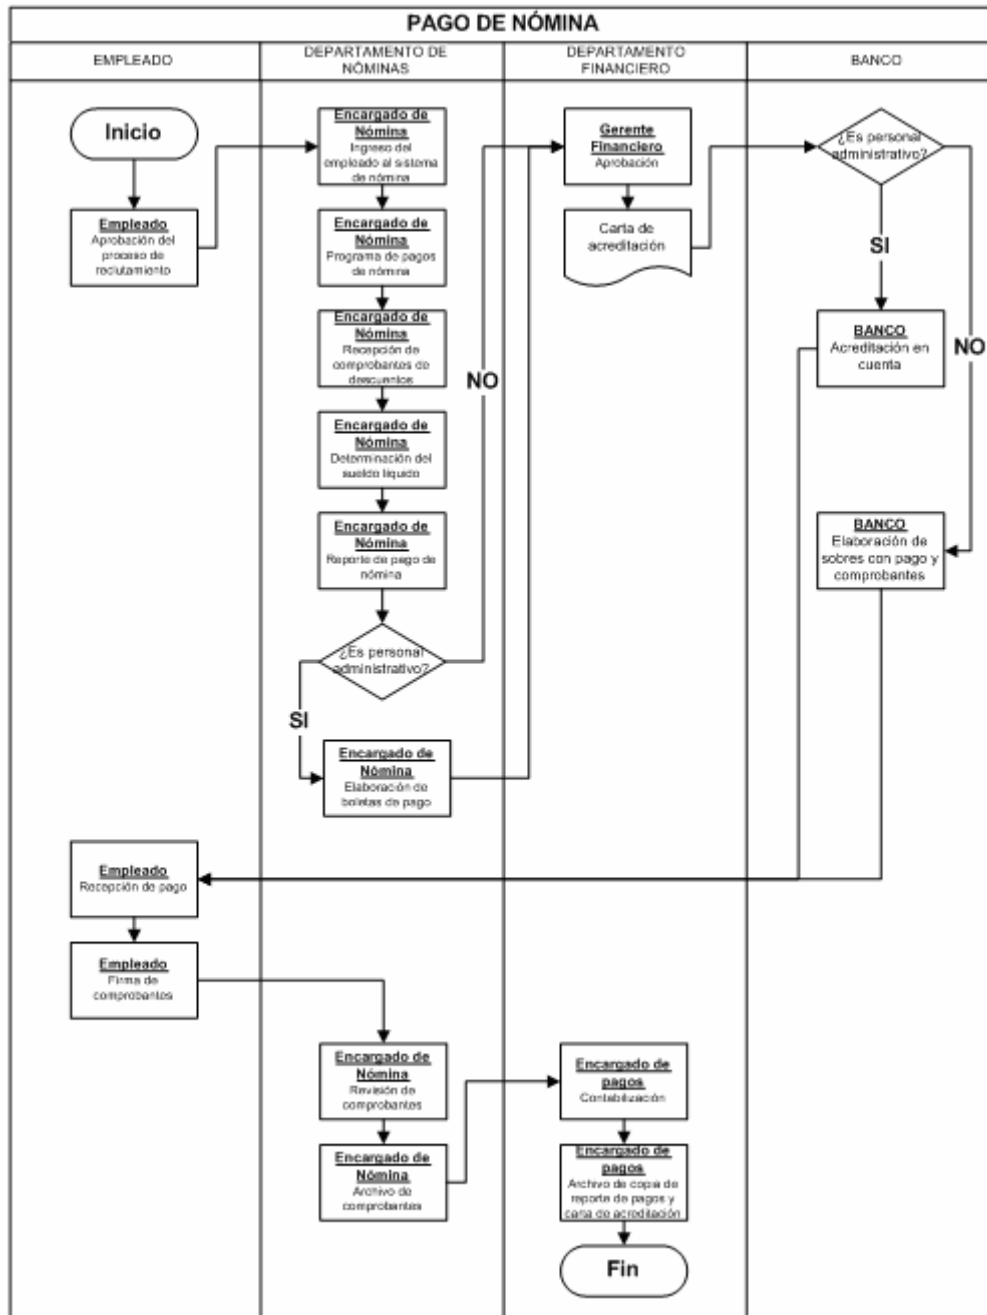 PAGO DE NÓMINA
EMPLEADO
DEPARTAMENTO DE
NÓMINAS
DEPARTAMENTO
FINANCIERO
BANCO
Inicio
Empleado
Aprobación del
proceso de
reclutamiento
Encargado de
Nómina
Ingreso del
empleado al sistema
de nómina
Encargado de
Nómina
Programa de pagos
de nómina
Encargado de
Nómina
Recepción de
comprobantes de
descuentos
Encargado de
Nómina
Determinación del
sueldo líquido
Encargado de
Nómina
Reporte de pago de
nómina
¿Es personal
administrativo?
NO
SI
Encargado de
Nómina
Elaboración de
boletas de pago
Gerente
Financiero
Aprobación
Carta de
acreditación
¿Es personal
administrativo?
SI
NO
BANCO
Acreditación en
cuenta
BANCO
Elaboración de
sobres con pago y
comprobantes
Empleado
Recepción de pago
Empleado
Firma de
comprobantes
Encargado de
Nómina
Revisión de
comprobantes
Encargado de
Nómina
Archivo de
comprobantes
Encargado de
pagos
Contabilización
Encargado de
pagos
Archivo de copia de
reporte de pagos y
carta de acreditación
Fin